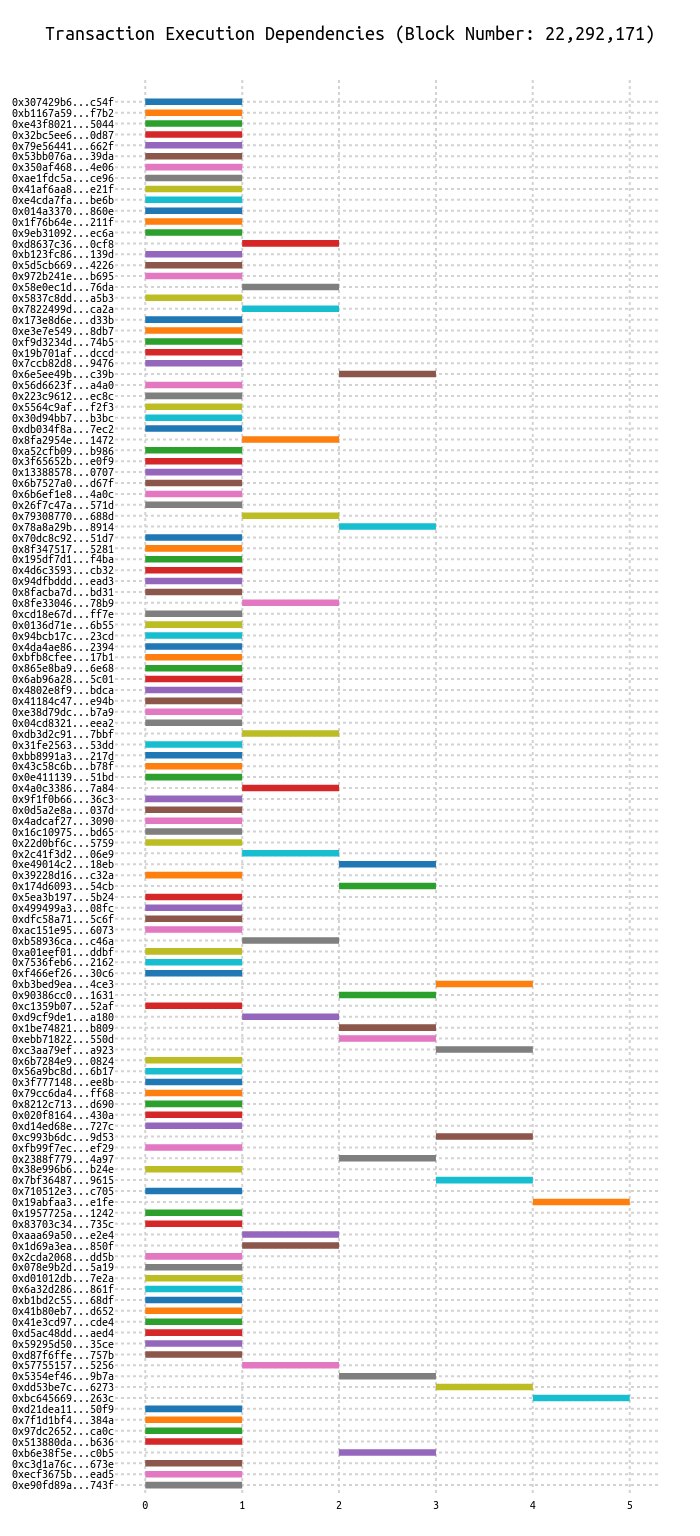 Transaction Execution Dependencies (Block Number: 22,292,171)
0x307429b6...c54f
0xb1167a59...f7b2
0xe43f8021...5044
0x32bc5ee6...0d87
0x79e56441...662f
0x53bb076a...39da
0x350af468...4e06
0xae1fdc5a...ce96
0x41af6aa8...e21f
0xe4cda7fa...be6b
0x014a3370...860e
0x1f76b64e...211f
0x9eb31092...ec6a
0xd8637c36...0cf8
0xb123fc86...139d
0x5d5cb669...4226
0x972b241e...b695
0x58e0ec1d...76da
0x5837c8dd...a5b3
0x7822499d...ca2a
0x173e8d6e...d33b
0xe3e7e549...8db7
0xf9d3234d...74b5
0x19b701af...dccd
0x7ccb82d8...9476
0x6e5ee49b...c39b
0x56d6623f...a4a0
0x223c9612...ec8c
0x5564c9af...f2f3
0x30d94bb7...b3bc
0xdb034f8a...7ec2
0x8fa2954e...1472
0xa52cfb09...b986
0x3f65652b...e0f9
0x13388578...0707
0x6b7527a0...d67f
0x6b6ef1e8...4a0c
0x26f7c47a...571d
0x79308770...688d
0x78a8a29b...8914
0x70dc8c92...51d7
0x8f347517...5281
0x195df7d1...f4ba
0x4d6c3593...cb32
0x94dfbddd...ead3
0x8facba7d...bd31
0x8fe33046...78b9
0xcd18e67d...ff7e
0x0136d71e...6b55
0x94bcb17c...23cd
0x4da4ae86...2394
0xbfb8cfee...17b1
0x865e8ba9...6e68
0x6ab96a28...5c01
0x4802e8f9...bdca
0x41184c47...e94b
0xe38d79dc...b7a9
0x04cd8321...eea2
0xdb3d2c91...7bbf
0x31fe2563...53dd
0xbb8991a3...217d
0x43c58c6b...b78f
0x0e411139...51bd
0x4a0c3386...7a84
0x9f1f0b66...36c3
0x0d5a2e8a...037d
0x4adcaf27...3090
0x16c10975...bd65
0x22d0bf6c...5759
0x2c41f3d2...06e9
0xe49014c2...18eb
0x39228d16...c32a
0x174d6093...54cb
0x5ea3b197...5b24
0x499499a3...08fc
0xdfc58a71...5c6f
0xac151e95...6073
0xb58936ca...c46a
0xa01eef01...ddbf
0x7536feb6...2162
0xf466ef26...30c6
0xb3bed9ea...4ce3
0x90386cc0...1631
0xc1359b07...52af
0xd9cf9de1...a180
0x1be74821...b809
0xebb71822...550d
0xc3aa79ef...a923
0x6b7284e9...0824
0x56a9bc8d...6b17
0x3f777148...ee8b
0x79cc6da4...ff68
0x8212c713...d690
0x020f8164...430a
0xd14ed68e...727c
0xc993b6dc...9d53
0xfb99f7ec...ef29
0x2388f779...4a97
0x38e996b6...b24e
0x7bf36487...9615
0x710512e3...c705
0x19abfaa3...e1fe
0x1957725a...1242
0x83703c34...735c
0xaaa69a50...e2e4
0x1d69a3ea...850f
0x2cda2068...dd5b
0x078e9b2d...5a19
0xd01012db...7e2a
0x6a32d286...861f
0xb1bd2c55...68df
0x41b80eb7...d652
0x41e3cd97...cde4
0xd5ac48dd...aed4
0x59295d50...35ce
0xd87f6ffe...757b
0x57755157...5256
0x5354ef46...9b7a
0xdd53be7c...6273
0xbc645669...263c
0xd21dea11...50f9
0x7f1d1bf4...384a
0x97dc2652...ca0c
0x513880da...b636
0xb6e38f5e...c0b5
0xc3d1a76c...673e
0xecf3675b...ead5
0xe90fd89a...743f
0 1 2 3 4 5